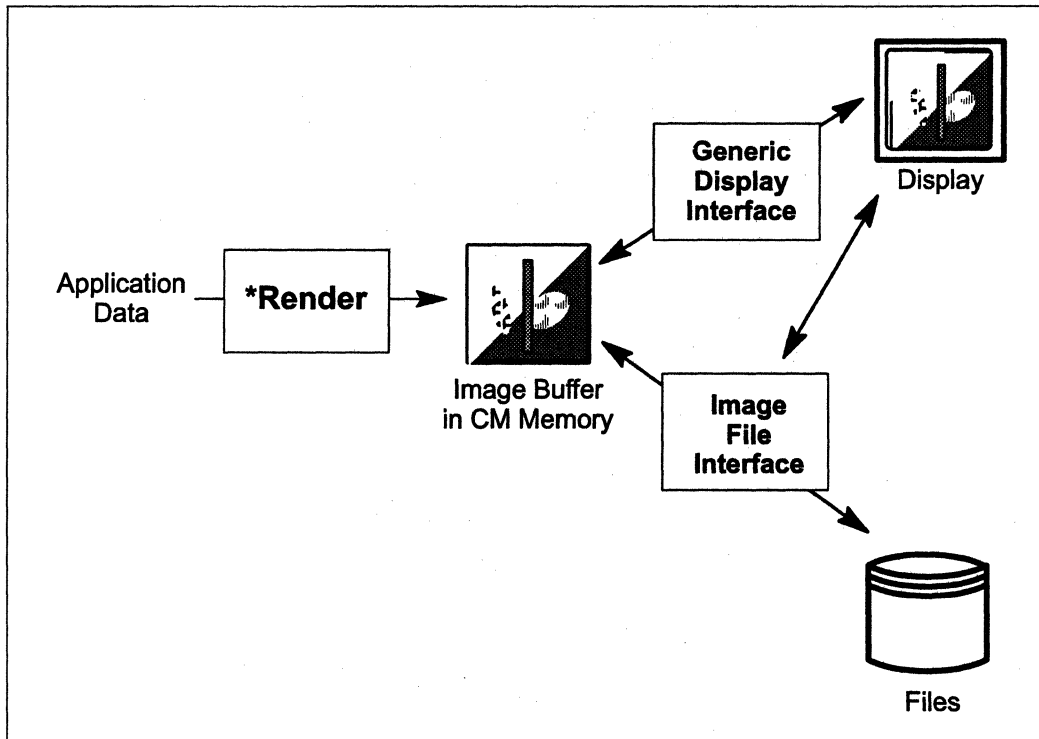 Generic
Display
Interface
Display
Application
Data
*Render
Image Buffer
in CM Memory
Image
File
Interface
Files